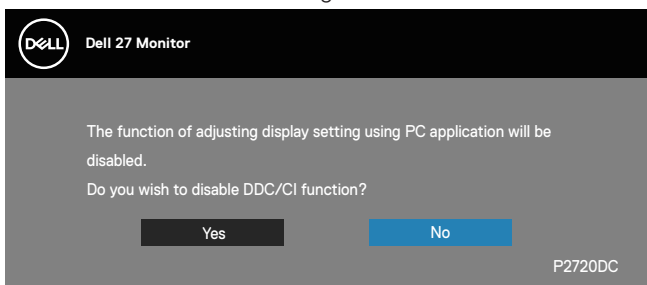 DELL
Dell 27 Monitor
The function of adjusting display setting using PC application will be
disabled.
Do you wish to disable DDC/CI function?
Yes No
P2720DC